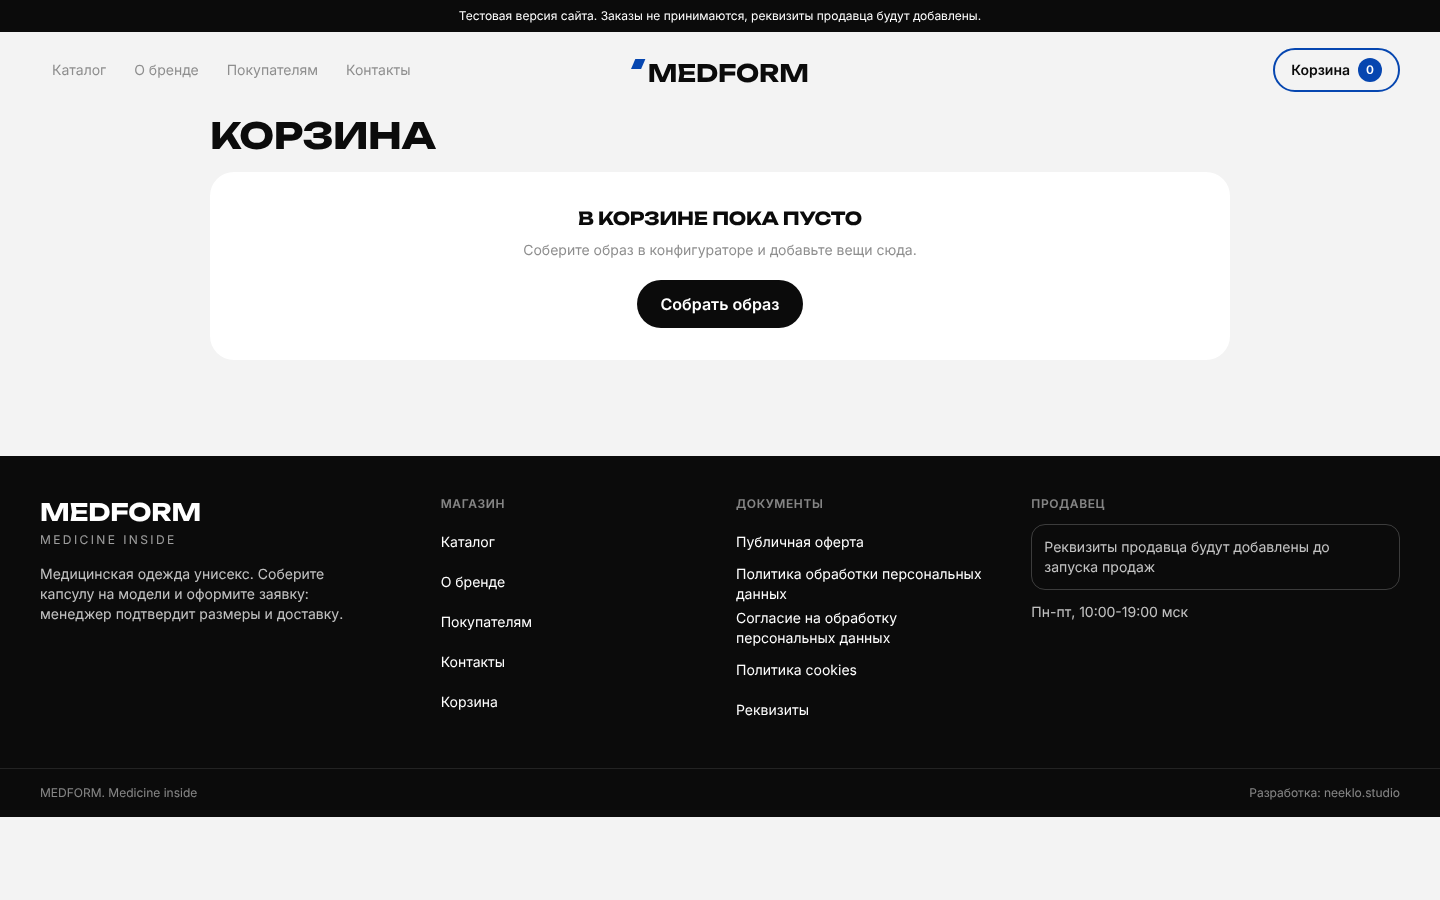 Тестовая версия сайта. Заказы не принимаются, реквизиты продавца будут добавлены.
Каталог
О бренде
Покупателям
Контакты
MEDFORM
Корзина 0
КОРЗИНА
В КОРЗИНЕ ПОКА ПУСТО
Соберите образ в конфигураторе и добавьте вещи сюда.
Собрать образ
MEDFORM
MEDICINE INSIDE
Медицинская одежда унисекс. Соберите
капсулу на модели и оформите заявку:
менеджер подтвердит размеры и доставку.
МАГАЗИН
Каталог
О бренде
Покупателям
Контакты
Корзина
ДОКУМЕНТЫ
Публичная оферта
Политика обработки персональных
данных
Согласие на обработку
персональных данных
Политика cookies
Реквизиты
ПРОДАВЕЦ
Реквизиты продавца будут добавлены до
запуска продаж
Пн-пт, 10:00-19:00 мск
MEDFORM. Medicine inside
Разработка: neeklo.studio